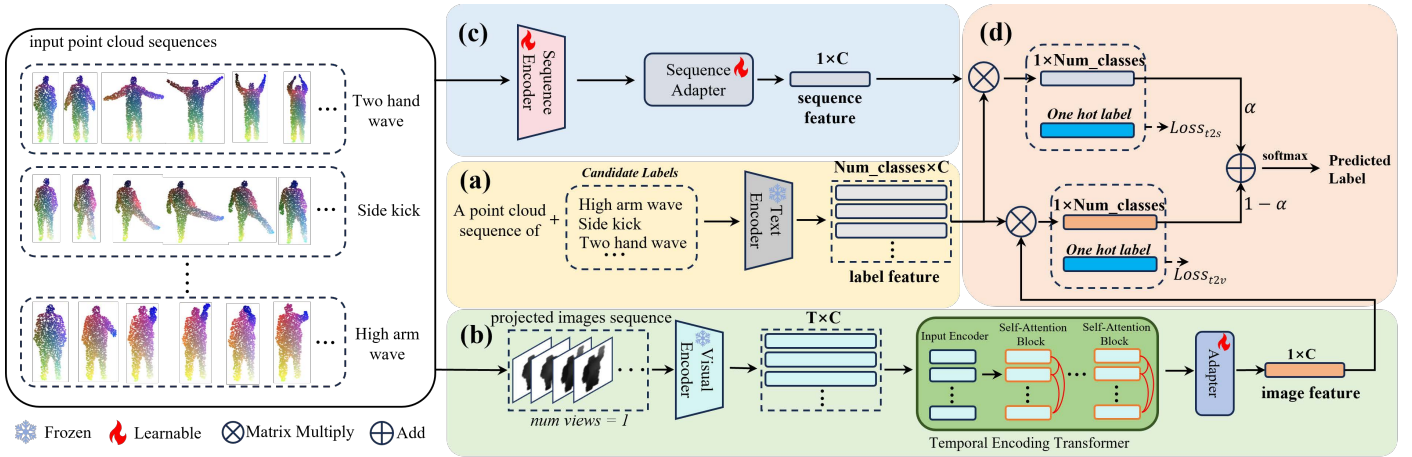 input point cloud sequences
Two hand
wave
Side kick
High arm
wave
Frozen
Learnable
Matrix Multiply
Add
(c)
Sequence
Encoder
Sequence
Adapter
1×C
sequence
feature
(a)
A point cloud
sequence of
+
Candidate Labels
High arm wave
Side kick
Two hand wave
Text
Encoder
Num_classes×C
label feature
(b)
projected images sequence
num views = 1
Visual
Encoder
T×C
Input Encoder
Self-Attention
Block
Self-Attention
Block
Temporal Encoding Transformer
Adapter
1×C
image feature
(d)
1×Num_classes
One hot label
Loss_{t2s}
α
softmax
Predicted
Label
1 − α
1×Num_classes
One hot label
Loss_{t2v}